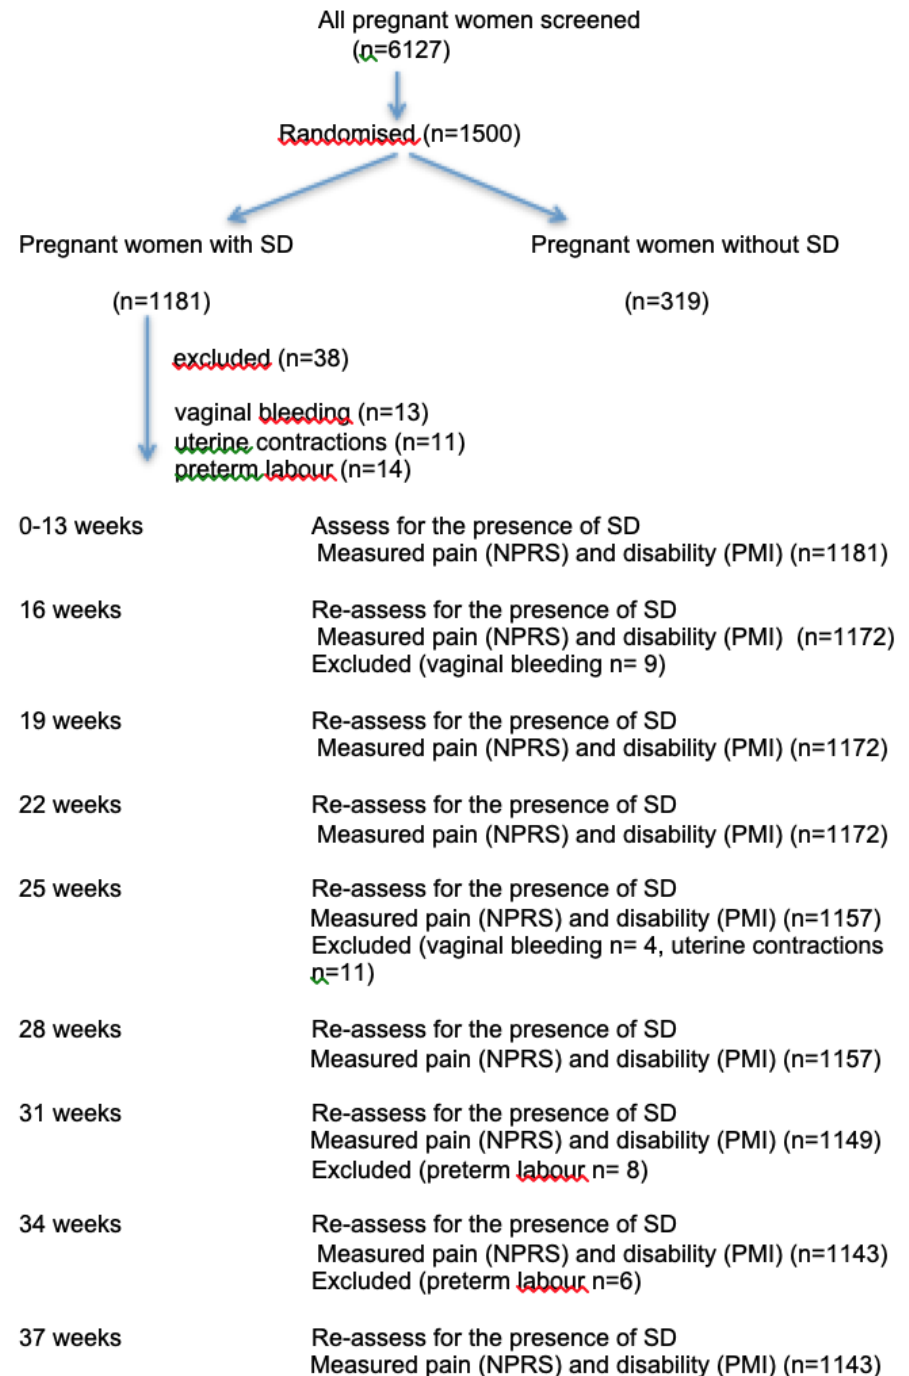 All pregnant women screened
(n=6127)
Randomised (n=1500)
Pregnant women with SD
Pregnant women without SD
(n=1181)
(n=319)
excluded (n=38)
vaginal bleeding (n=13)
uterine contractions (n=11)
preterm labour (n=14)
0-13 weeks
Assess for the presence of SD
Measured pain (NPRS) and disability (PMI) (n=1181)
16 weeks
Re-assess for the presence of SD
Measured pain (NPRS) and disability (PMI)  (n=1172)
Excluded (vaginal bleeding n= 9)
19 weeks
Re-assess for the presence of SD
Measured pain (NPRS) and disability (PMI) (n=1172)
22 weeks
Re-assess for the presence of SD
Measured pain (NPRS) and disability (PMI) (n=1172)
25 weeks
Re-assess for the presence of SD
Measured pain (NPRS) and disability (PMI) (n=1157)
Excluded (vaginal bleeding n= 4, uterine contractions
n=11)
28 weeks
Re-assess for the presence of SD
Measured pain (NPRS) and disability (PMI) (n=1157)
31 weeks
Re-assess for the presence of SD
Measured pain (NPRS) and disability (PMI) (n=1149)
Excluded (preterm labour n= 8)
34 weeks
Re-assess for the presence of SD
Measured pain (NPRS) and disability (PMI) (n=1143)
Excluded (preterm labour n=6)
37 weeks
Re-assess for the presence of SD
Measured pain (NPRS) and disability (PMI) (n=1143)